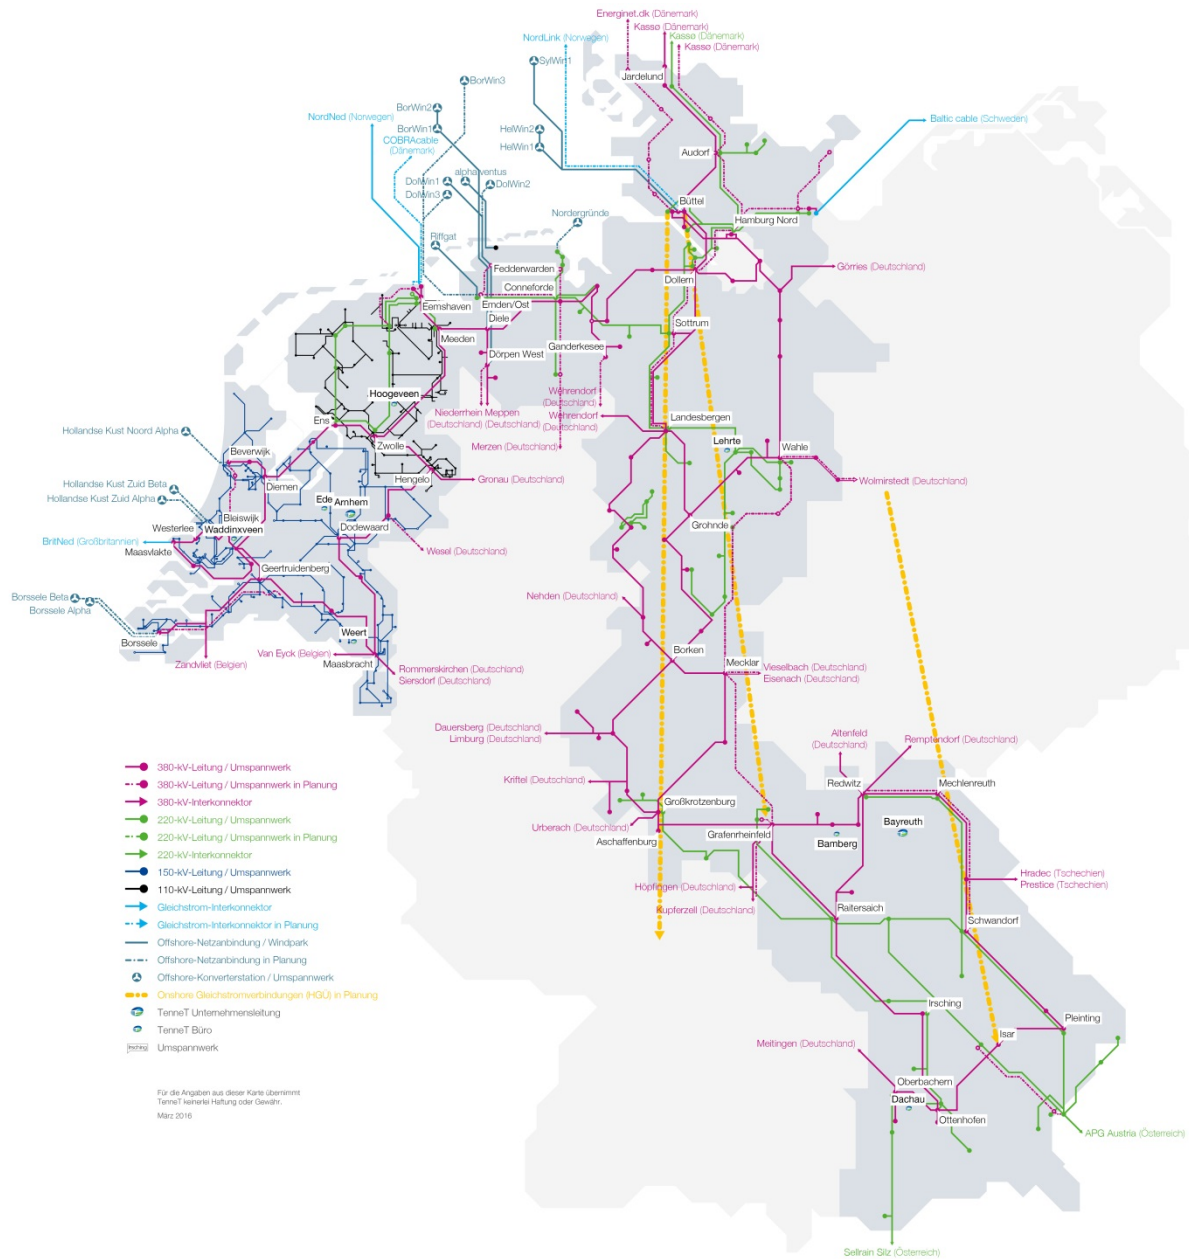 Energinet.dk (Dänemark)
Kassø (Dänemark)
Kassø (Dänemark)
Kassø (Dänemark)
NordLink (Norwegen)
SylWin1
Jardelund
BorWin3
BorWin2
BorWin1
NordNed (Norwegen)
COBRAcable
(Dänemark)
HelWin2
HelWin1
Baltic cable (Schweden)
Audorf
DolWin1
alpha ventus
DolWin3
DolWin2
Büttel
Nordergründe
Hamburg Nord
Riffgat
Fedderwarden
Görries (Deutschland)
Conneforde
Dollern
Eemshaven
Emden/Ost
Diele
Sottrum
Meeden
Ganderkesee
Dörpen West
Hoogeveen
Wehrendorf
(Deutschland)
Niederrhein
(Deutschland)
Meppen
(Deutschland)
Wehrendorf
(Deutschland)
Landesbergen
Ens
Hollandse Kust Noord Alpha
Zwolle
Merzen (Deutschland)
Lehrte
Wahle
Beverwijk
Hengelo
Gronau (Deutschland)
Wolmirstedt (Deutschland)
Hollandse Kust Zuid Beta
Hollandse Kust Zuid Alpha
Diemen
Ede
Arnhem
Bleiswijk
Westerlee
Waddinxveen
Dodewaard
Grohnde
BritNed (Großbritannien)
Maasvlakte
Wesel (Deutschland)
Geertruidenberg
Borssele Beta
Borssele Alpha
Nehden (Deutschland)
Borssele
Weert
Zandvliet (Belgien)
Van Eyck (Belgien)
Maasbracht
Borken
Mecklar
Vieselbach (Deutschland)
Eisenach (Deutschland)
Rommerskirchen (Deutschland)
Siersdorf (Deutschland)
Dauersberg (Deutschland)
Limburg (Deutschland)
Altenfeld
(Deutschland)
Remptendorf (Deutschland)
Kriftel (Deutschland)
Redwitz
Mechlenreuth
Großkrotzenburg
Urberach (Deutschland)
Aschaffenburg
Grafenrheinfeld
Bamberg
Bayreuth
Höpfingen (Deutschland)
Kupferzell (Deutschland)
Hradec (Tschechien)
Prestice (Tschechien)
Raitersaich
Schwandorf
Irsching
Pleinting
Isar
Meitingen (Deutschland)
Oberbachern
Dachau
Ottenhofen
APG Austria (Österreich)
Sellrain Silz (Österreich)
380-kV-Leitung / Umspannwerk
380-kV-Leitung / Umspannwerk in Planung
380-kV-Interkonnektor
220-kV-Leitung / Umspannwerk
220-kV-Leitung / Umspannwerk in Planung
220-kV-Interkonnektor
150-kV-Leitung / Umspannwerk
110-kV-Leitung / Umspannwerk
Gleichstrom-Interkonnektor
Gleichstrom-Interkonnektor in Planung
Offshore-Netzanbindung / Windpark
Offshore-Netzanbindung in Planung
Offshore-Konverterstation / Umspannwerk
Onshore Gleichstromverbindungen (HGÜ) in Planung
TenneT Unternehmensleitung
TenneT Büro
Irsching Umspannwerk
Für die Angaben aus dieser Karte übernimmt
TenneT keinerlei Haftung oder Gewähr.
März 2016